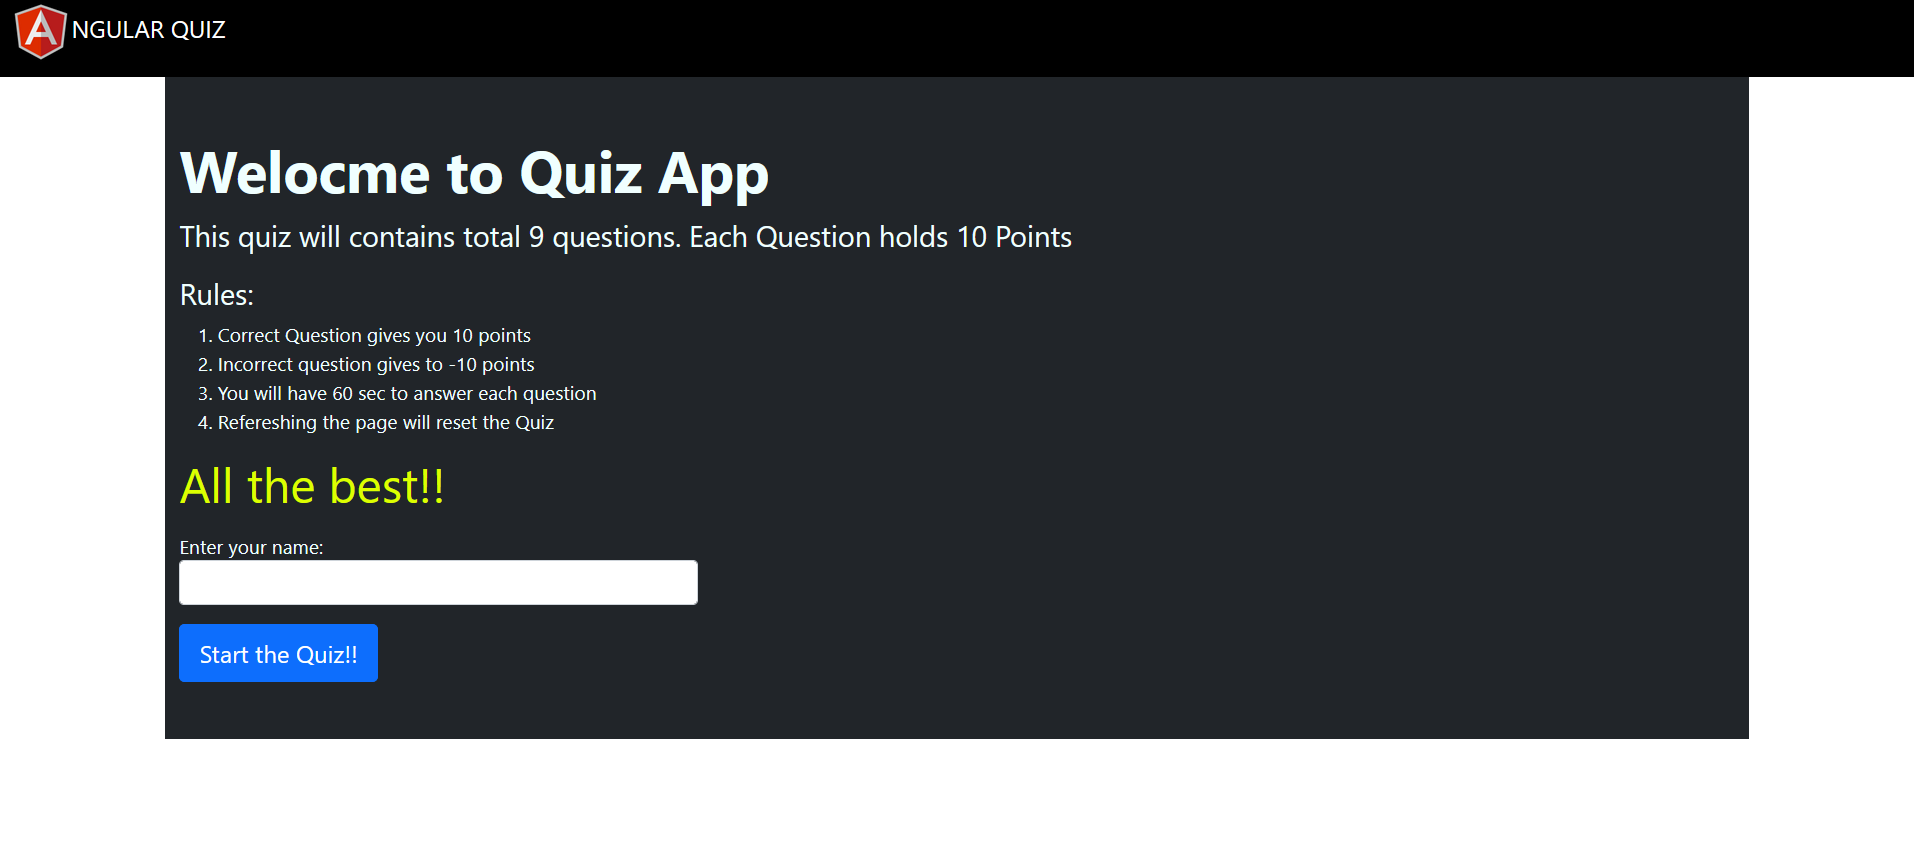 A NGULAR QUIZ
Welocme to Quiz App
This quiz will contains total 9 questions. Each Question holds 10 Points
Rules:
1. Correct Question gives you 10 points
2. Incorrect question gives to -10 points
3. You will have 60 sec to answer each question
4. Refereshing the page will reset the Quiz
All the best!!
Enter your name:
Start the Quiz!!